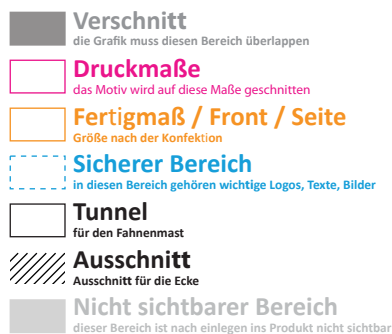 Verschnitt
die Grafik muss diesen Bereich überlappen
Druckmaße
das Motiv wird auf diese Maße geschnitten
Fertigmaß / Front / Seite
Größe nach der Konfektion
Sicherer Bereich
in diesen Bereich gehören wichtige Logos, Texte, Bilder
Tunnel
für den Fahnenmast
Ausschnitt
Ausschnitt für die Ecke
Nicht sichtbarer Bereich
dieser Bereich ist nach einlegen ins Produkt nicht sichtbar